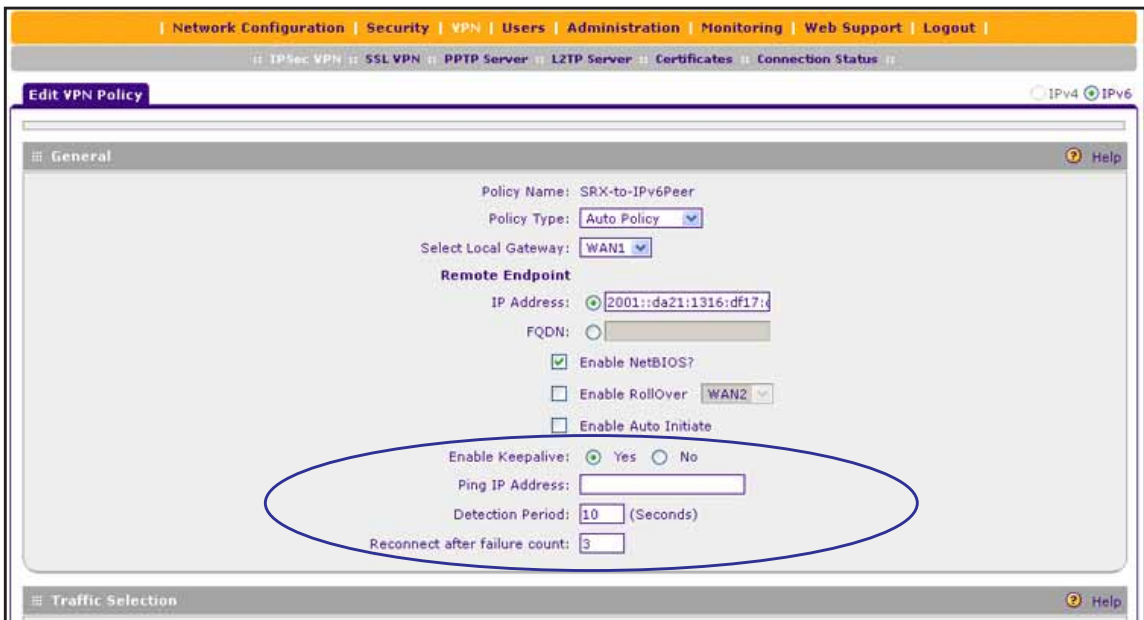 | Network Configuration | Security | VPN | Users | Administration | Monitoring | Web Support | Logout |
:: IPSec VPN :: SSL VPN :: PPTP Server :: L2TP Server :: Certificates :: Connection Status ::
Edit VPN Policy IPv4 IPv6
General Help
Policy Name: SRX-to-IPv6Peer
Policy Type: Auto Policy
Select Local Gateway: WAN1
Remote Endpoint
IP Address: 2001::da21:1316:df17:
FQDN:
Enable NetBIOS?
Enable RollOver WAN2
Enable Auto Initiate
Enable Keepalive: Yes No
Ping IP Address:
Detection Period: 10 (Seconds)
Reconnect after failure count: 3
Traffic Selection Help